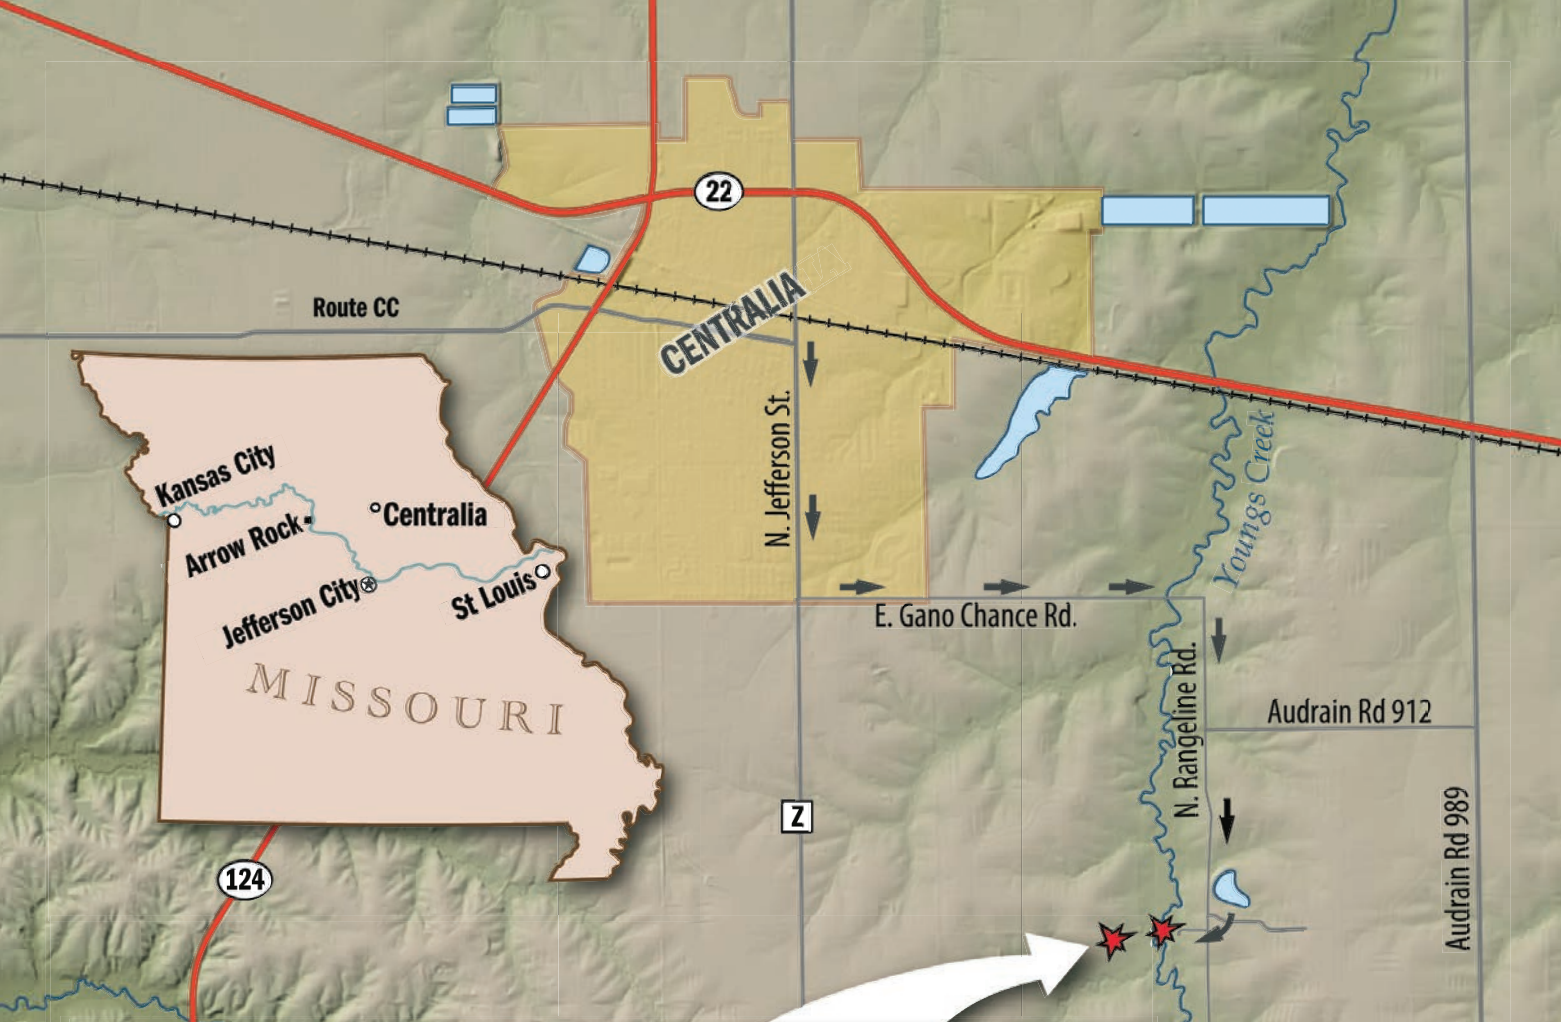 22
Route CC
CENTRALIA
N. Jefferson St.
Youngs Creek
Kansas City
Centralia
Arrow Rock
Jefferson City
St Louis
MISSOURI
E. Gano Chance Rd.
N. Rangeline Rd.
Audrain Rd 912
Z
Audrain Rd 989
124